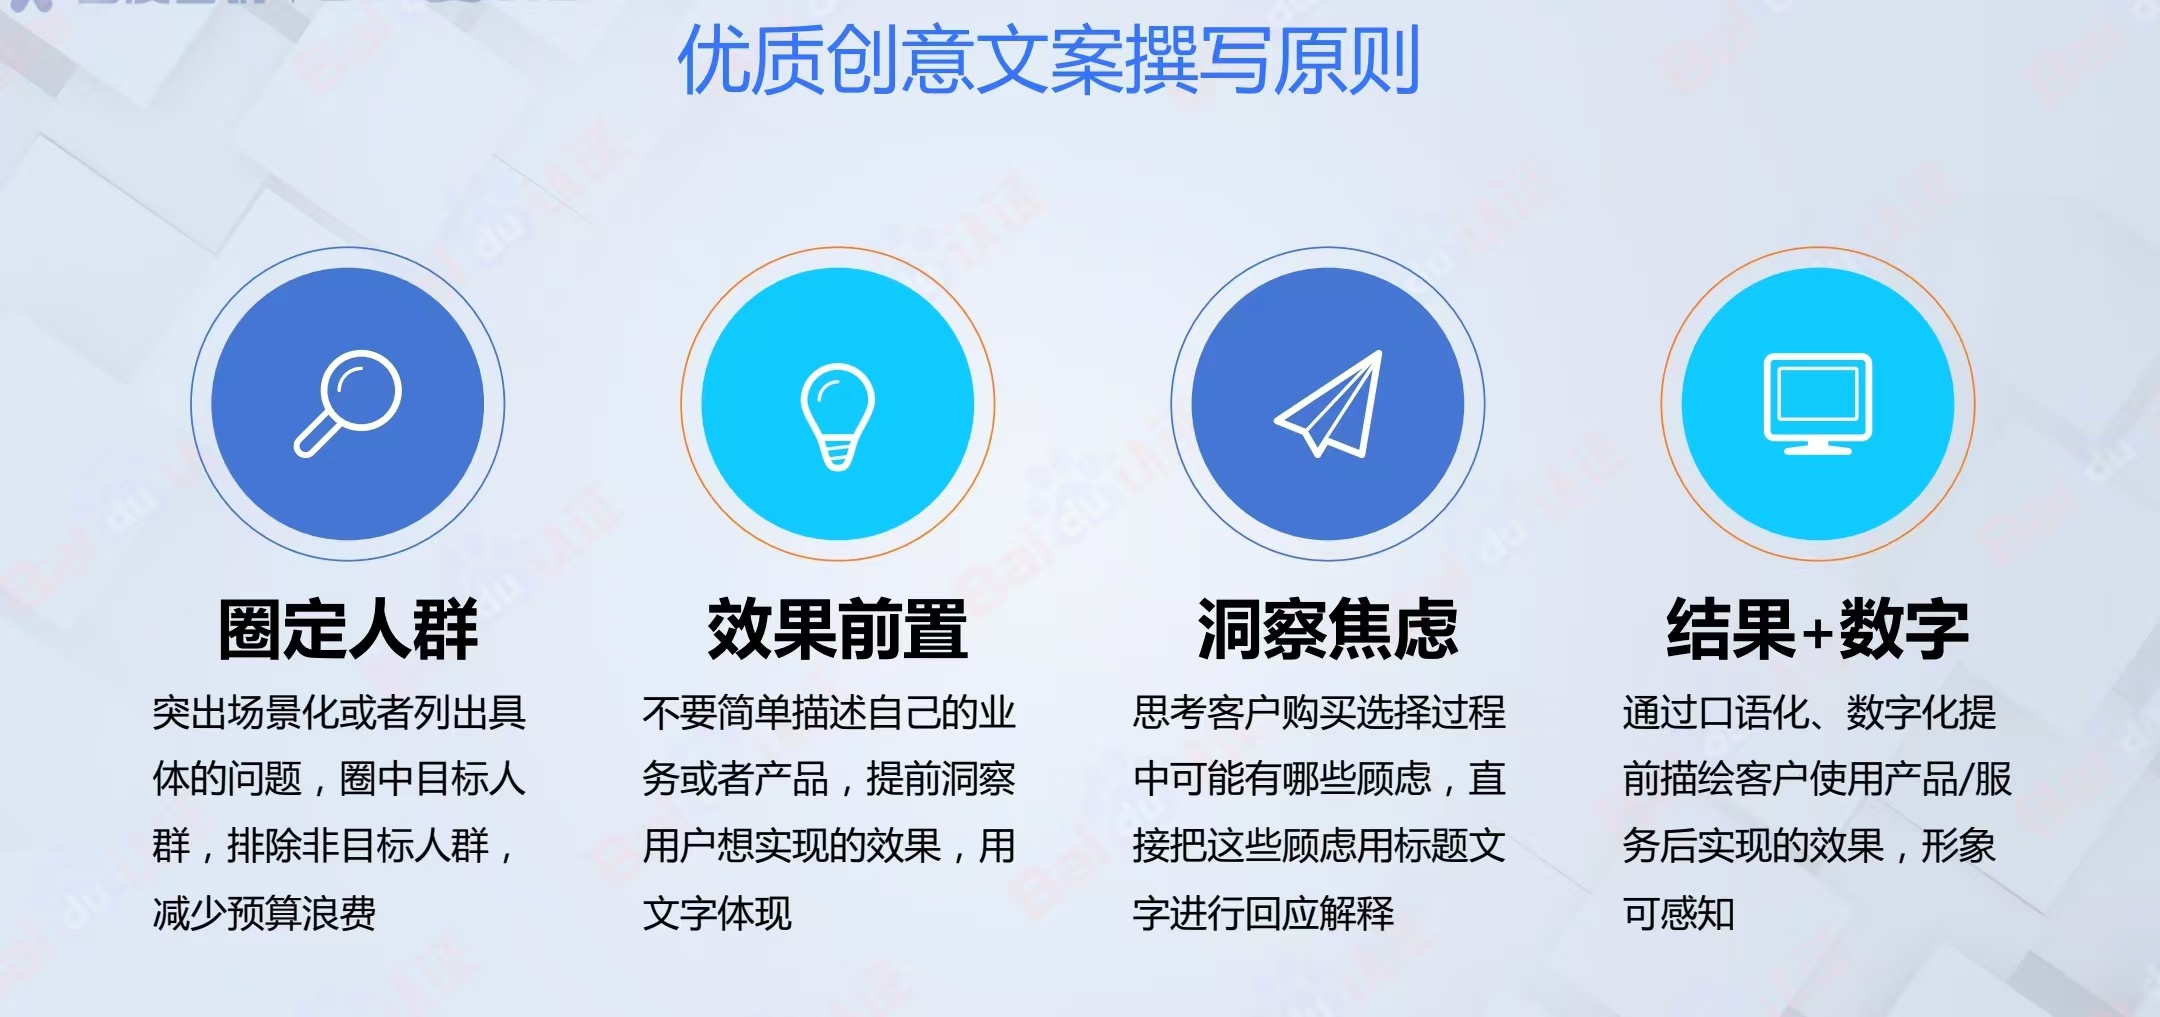 优质创意文案撰写原则
圈定人群
突出场景化或者列出具
体的问题，圈中目标人
群，排除非目标人群，
减少预算浪费
效果前置
不要简单描述自己的业
务或者产品，提前洞察
用户想实现的效果，用
文字体现
洞察焦虑
思考客户购买选择过程
中可能有哪些顾虑，直
接把这些顾虑用标题文
字进行回应解释
结果+数字
通过口语化、数字化提
前描绘客户使用产品/服
务后实现的效果，形象
可感知
Baidu认证